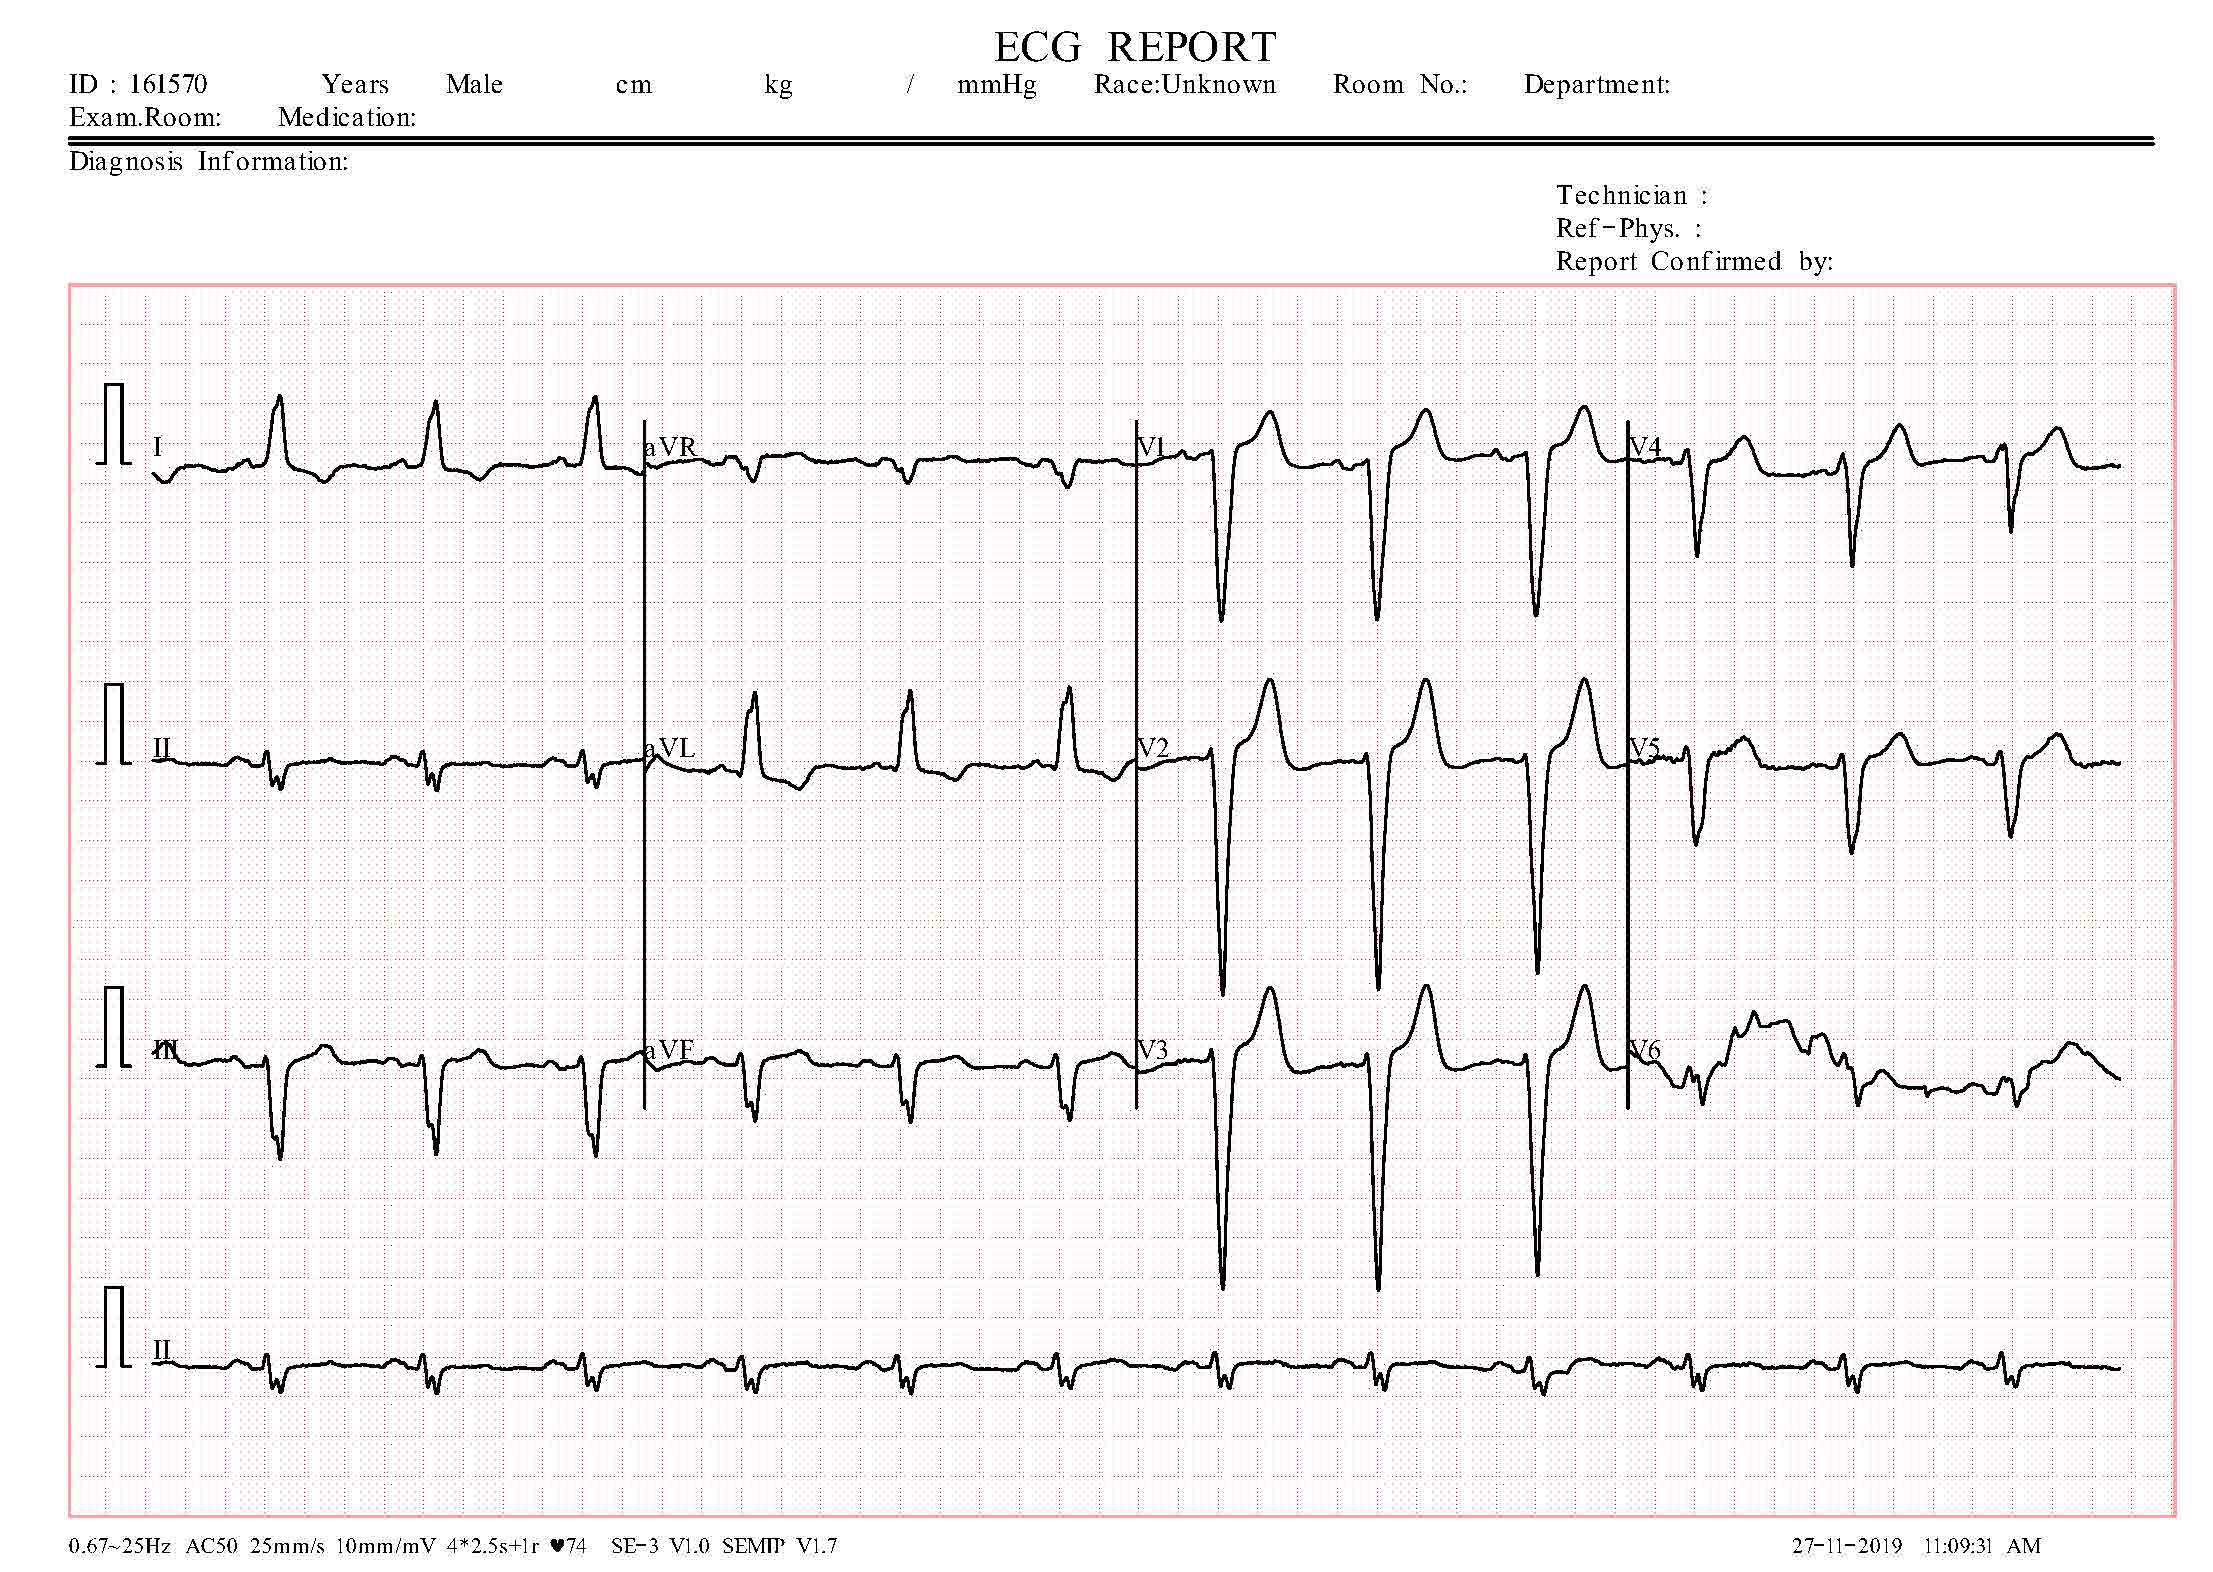 ECG REPORT
ID : 161570 Years Male cm kg / mmHg Race:Unknown Room No.: Department:
Exam.Room: Medication:
Diagnosis Information:
Technician :
Ref-Phys. :
Report Confirmed by:
I aVR V1 V4
II aVL V2 V5
III aVF V3 V6
II
0.67~25Hz AC50 25mm/s 10mm/mV 4*2.5s+1r ♥74 SE-3 V1.0 SEMIP V1.7 27-11-2019 11:09:31 AM